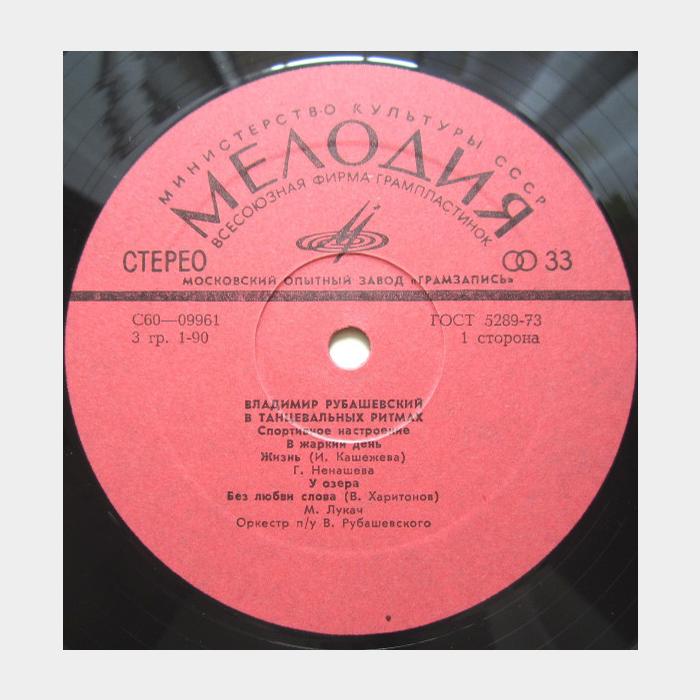 МИНИСТЕРСТВО КУЛЬТУРЫ СССР
МЕЛОДИЯ
ВСЕСОЮЗНАЯ ФИРМА ГРАМПЛАСТИНОК
СТЕРЕО 33
МОСКОВСКИЙ ОПЫТНЫЙ ЗАВОД «ГРАМЗАПИСЬ»
С60—09961 ГОСТ 5289-73
3 гр. 1-90 1 сторона
ВЛАДИМИР РУБАШЕВСКИЙ
В ТАНЦЕВАЛЬНЫХ РИТМАХ
Спортивное настроение
В жаркий день
Жизнь (И. Кашежева)
Г. Ненашева
У озера
Без любви слова (В. Харитонов)
М. Лукач
Оркестр п/у В. Рубашевского